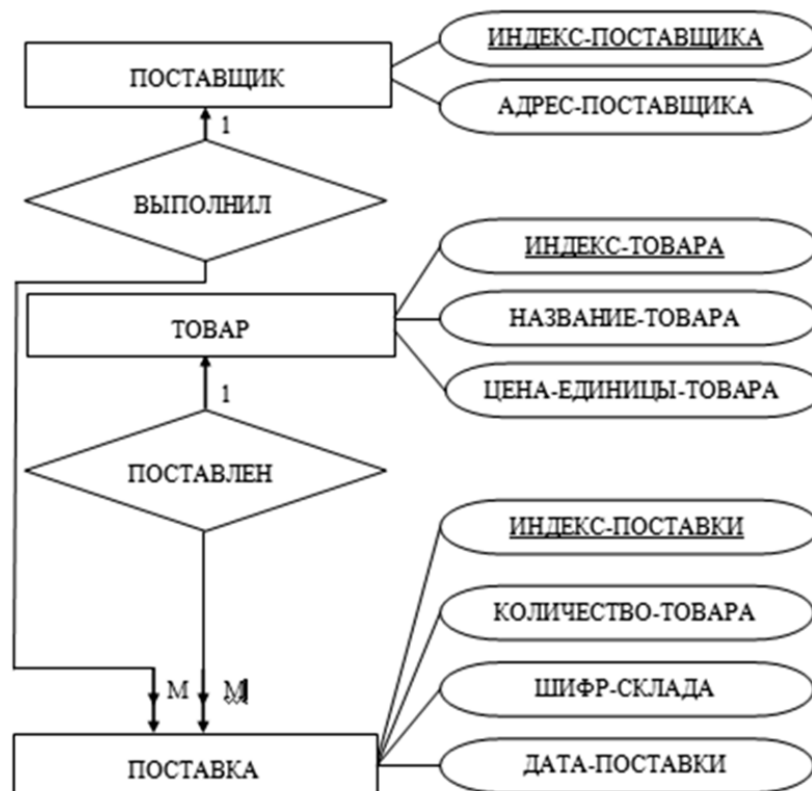 ИНДЕКС-ПОСТАВЩИКА
ПОСТАВЩИК
АДРЕС-ПОСТАВЩИКА
1
ВЫПОЛНИЛ
ИНДЕКС-ТОВАРА
ТОВАР
НАЗВАНИЕ-ТОВАРА
ЦЕНА-ЕДИНИЦЫ-ТОВАРА
1
ПОСТАВЛЕН
ИНДЕКС-ПОСТАВКИ
КОЛИЧЕСТВО-ТОВАРА
М
ШИФР-СКЛАДА
ПОСТАВКА
ДАТА-ПОСТАВКИ